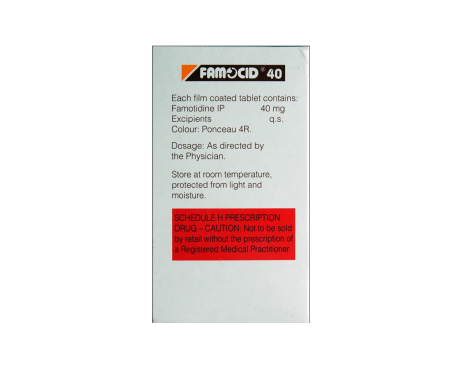 FAMOCID® 40
Each film coated tablet contains:
Famotidine IP 40 mg
Excipients q.s.
Colour: Ponceau 4R.
Dosage: As directed by
the Physician.
Store at room temperature,
protected from light and
moisture.
SCHEDULE H PRESCRIPTION
DRUG – CAUTION: Not to be sold
by retail without the prescription of
a Registered Medical Practitioner